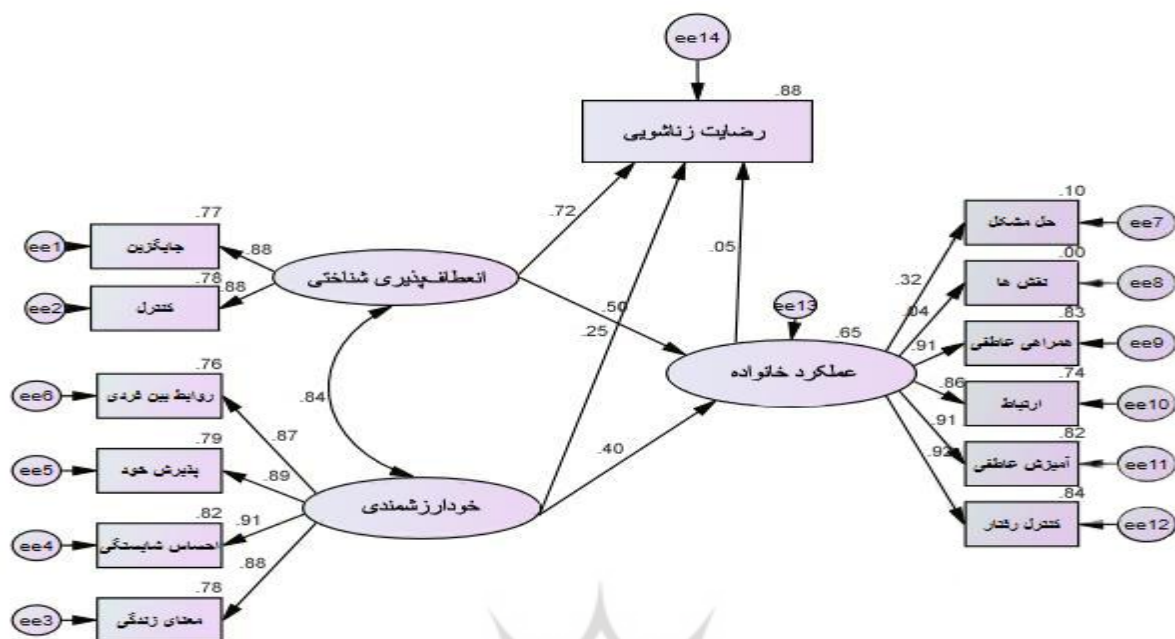 ee14
.88
رضایت زناشویی
.77
ee1
جایگزین
.88
.72
.10
حل مشکل
ee7
.78
انعطاف‌پذیری شناختی
.05
.00
ee2
کنترل
.88
.32
نقش ها
ee8
.50
ee13
.04
.83
.25
.65
.91
همراهی عاطفی
ee9
.76
عملکرد خانواده
.74
ee6
روابط بین فردی
.84
.86
ارتباط
ee10
.87
.91
.82
.79
.40
آمیزش عاطفی
ee11
ee5
پذیرش خود
.89
.92
.84
خودارزشمندی
کنترل رفتار
ee12
.82
ee4
احساس شایستگی
.91
.88
.78
ee3
معنای زندگی